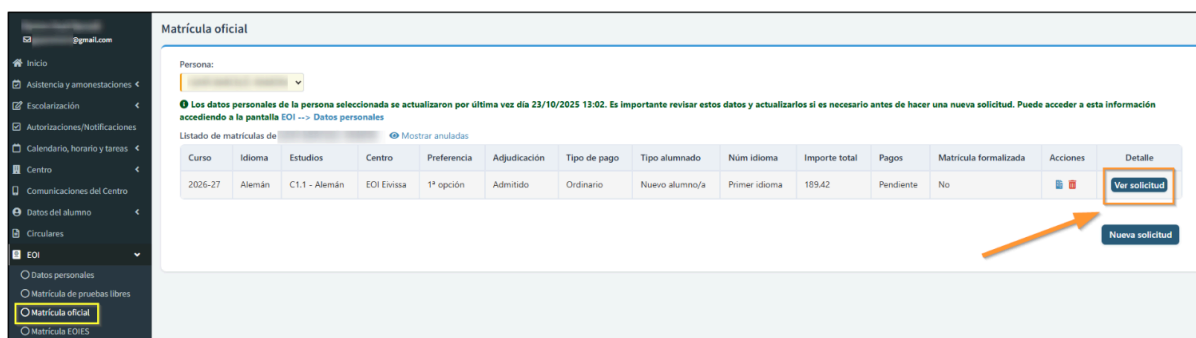 @gmail.com
Inicio
Asistencia y amonestaciones
Escolarización
Autorizaciones/Notificaciones
Calendario, horario y tareas
Centro
Comunicaciones del Centro
Datos del alumno
Circulares
EOI
Datos personales
Matrícula de pruebas libres
Matrícula oficial
Matrícula EOIES
Matrícula oficial
Persona:
Los datos personales de la persona seleccionada se actualizaron por última vez día 23/10/2025 13:02. Es importante revisar estos datos y actualizarlos si es necesario antes de hacer una nueva solicitud. Puede acceder a esta información
accediendo a la pantalla EOI --> Datos personales
Listado de matrículas de Mostrar anuladas
Curso Idioma Estudios Centro Preferencia Adjudicación Tipo de pago Tipo alumnado Núm idioma Importe total Pagos Matrícula formalizada Acciones Detalle
2026-27 Alemán C1.1 - Alemán EOI Eivissa 1ª opción Admitido Ordinario Nuevo alumno/a Primer idioma 189.42 Pendiente No Ver solicitud
Nueva solicitud